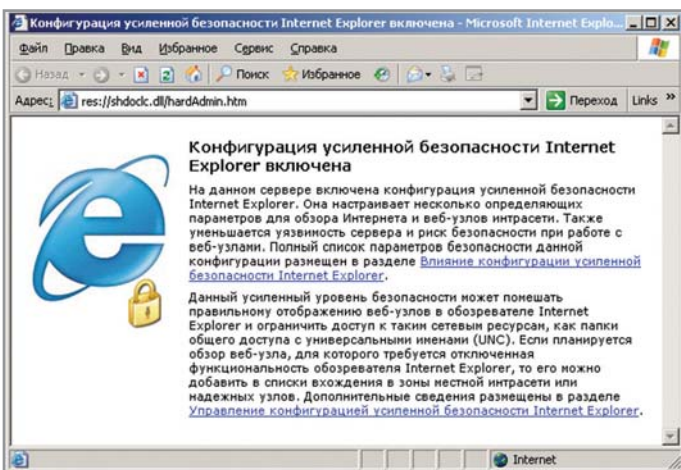 Конфигурация усиленной безопасности Internet Explorer включена - Microsoft Internet Explo...
Файл Правка Вид Избранное Сервис Справка
Назад Поиск Избранное
Адрес: res://shdoclc.dll/hardAdmin.htm Переход Links »
Конфигурация усиленной безопасности Internet
Explorer включена
На данном сервере включена конфигурация усиленной безопасности
Internet Explorer. Она настраивает несколько определяющих
параметров для обзора Интернета и веб-узлов интрасети. Также
уменьшается уязвимость сервера и риск безопасности при работе с
веб-узлами. Полный список параметров безопасности данной
конфигурации размещен в разделе Влияние конфигурации усиленной
безопасности Internet Explorer.
Данный усиленный уровень безопасности может помешать
правильному отображению веб-узлов в обозревателе Internet
Explorer и ограничить доступ к таким сетевым ресурсам, как папки
общего доступа с универсальными именами (UNC). Если планируется
обзор веб-узла, для которого требуется отключенная
функциональность обозревателя Internet Explorer, то его можно
добавить в списки вхождения в зоны местной интрасети или
надежных узлов. Дополнительные сведения размещены в разделе
Управление конфигурацией усиленной безопасности Internet Explorer.
Internet